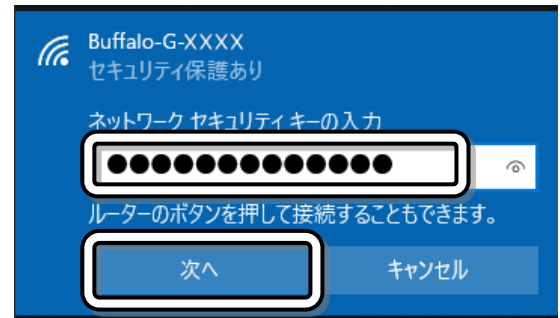 Buffalo-G-XXXX
セキュリティ保護あり
ネットワーク セキュリティ キーの入力
●●●●●●●●●●●●●
ルーターのボタンを押して接続することもできます。
次へ
キャンセル